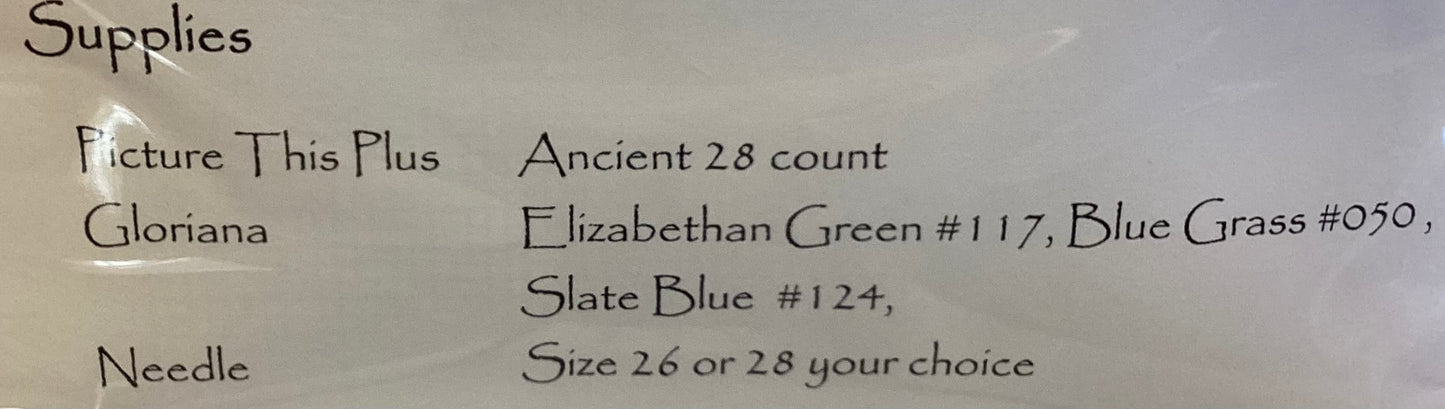 Supplies
Picture This Plus Ancient 28 count
Gloriana Elizabethan Green #117, Blue Grass #050,
Slate Blue #124,
Needle Size 26 or 28 your choice